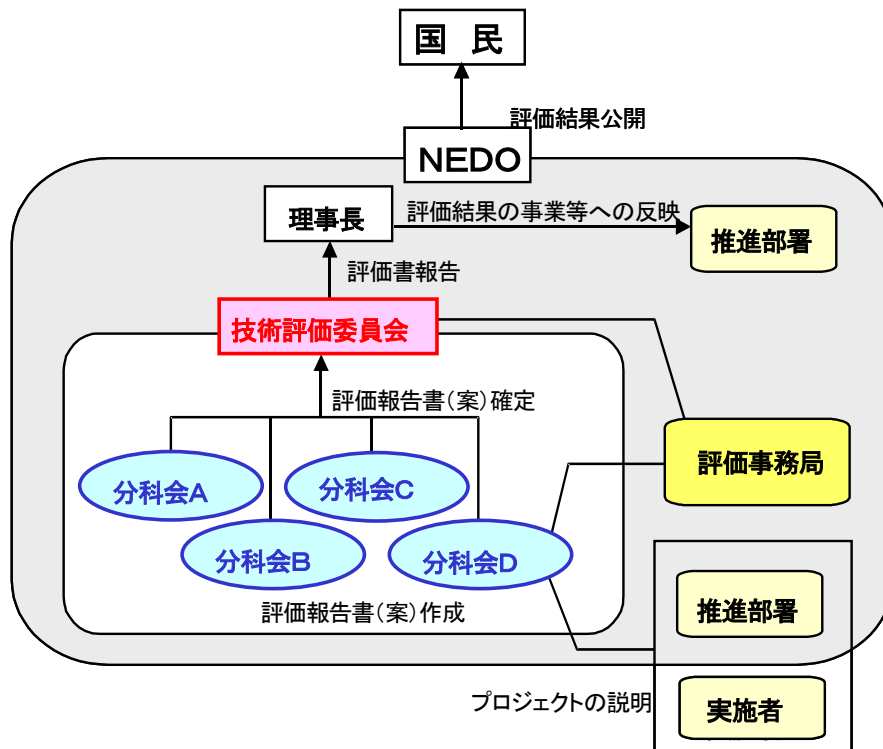 国　民
評価結果公開
ＮＥＤＯ
理事長
評価結果の事業等への反映
推進部署
評価書報告
技術評価委員会
評価報告書（案）確定
分科会Ａ
分科会Ｃ
評価事務局
分科会Ｂ
分科会Ｄ
推進部署
評価報告書（案）作成
プロジェクトの説明
実施者